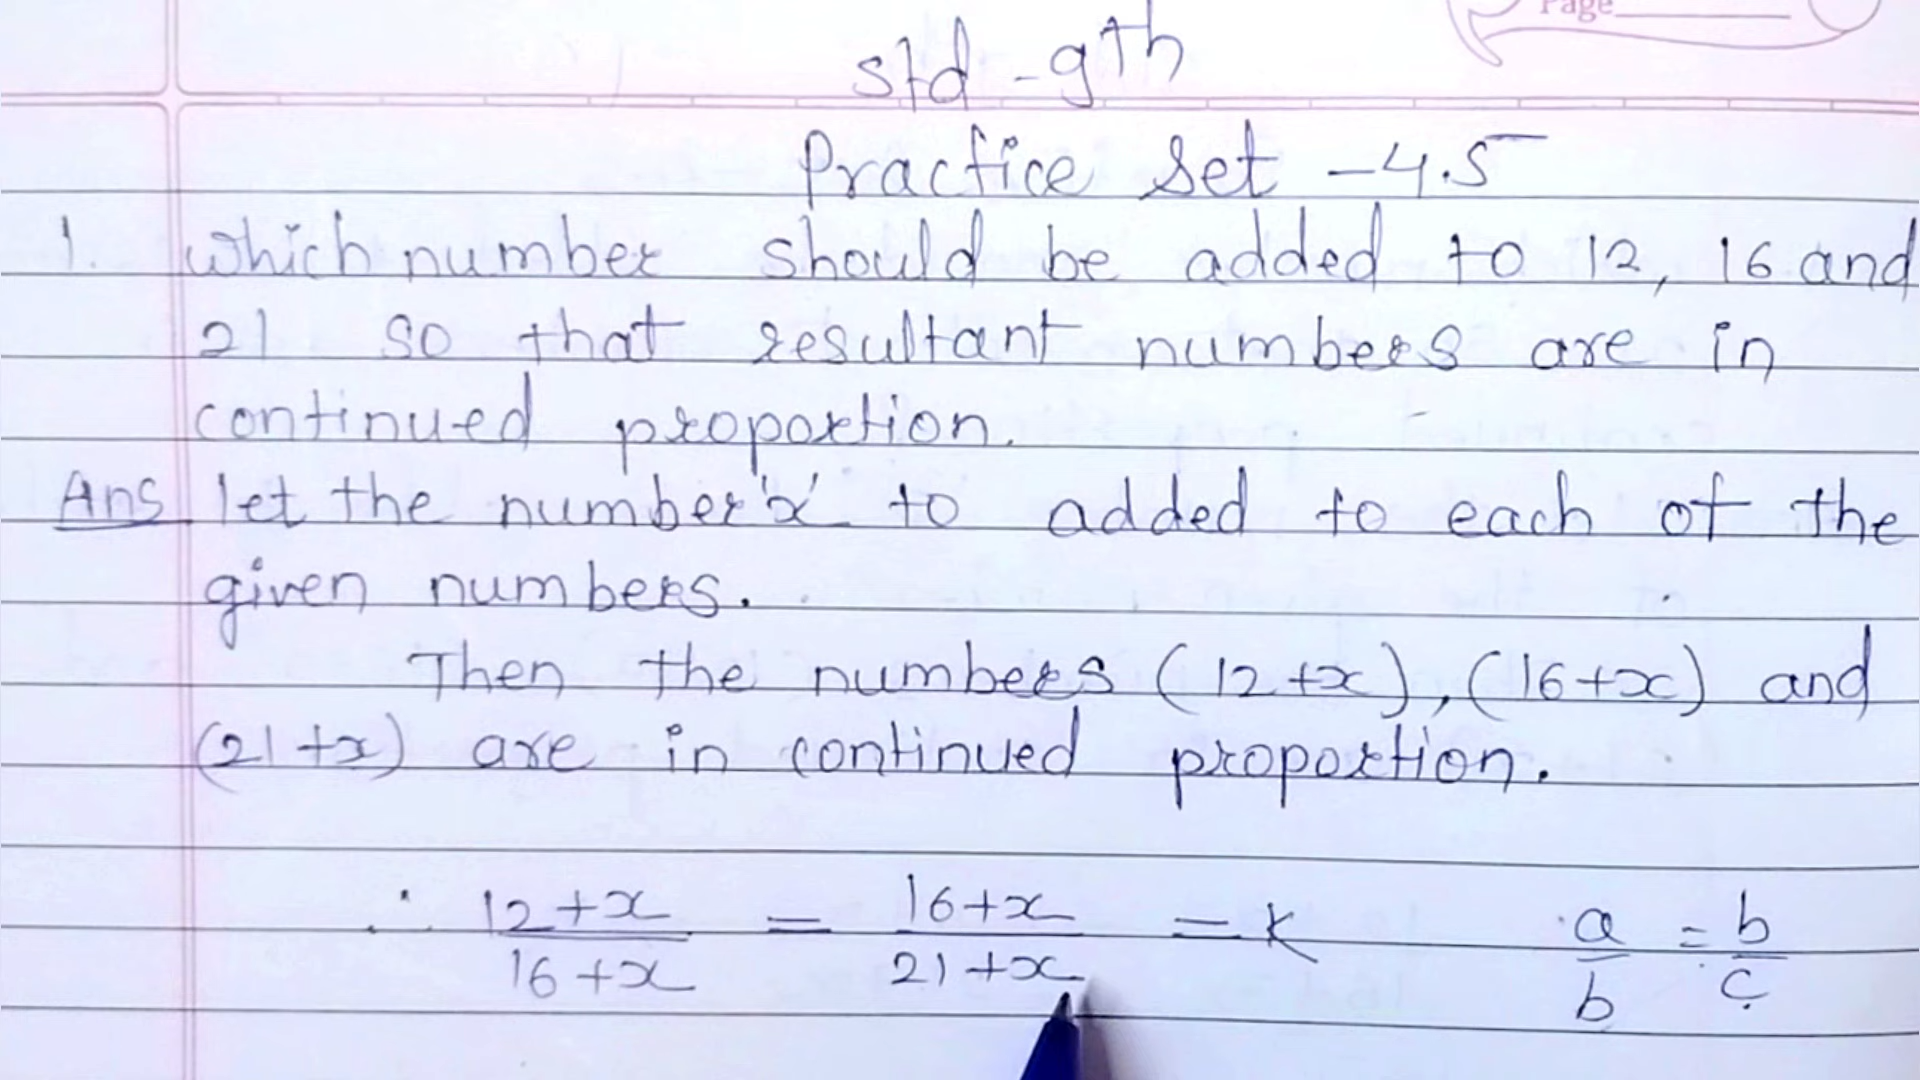 Page
std - 9th
Practice Set - 4.5
1. which number should be added to 12, 16 and
21 so that resultant numbers are in
continued proportion.
Ans let the number 'x' to added to each of the
given numbers.
Then the numbers (12+x), (16+x) and
(21+x) are in continued proportion.
∴ 12+x / 16+x = 16+x / 21+x = k a/b = b/c